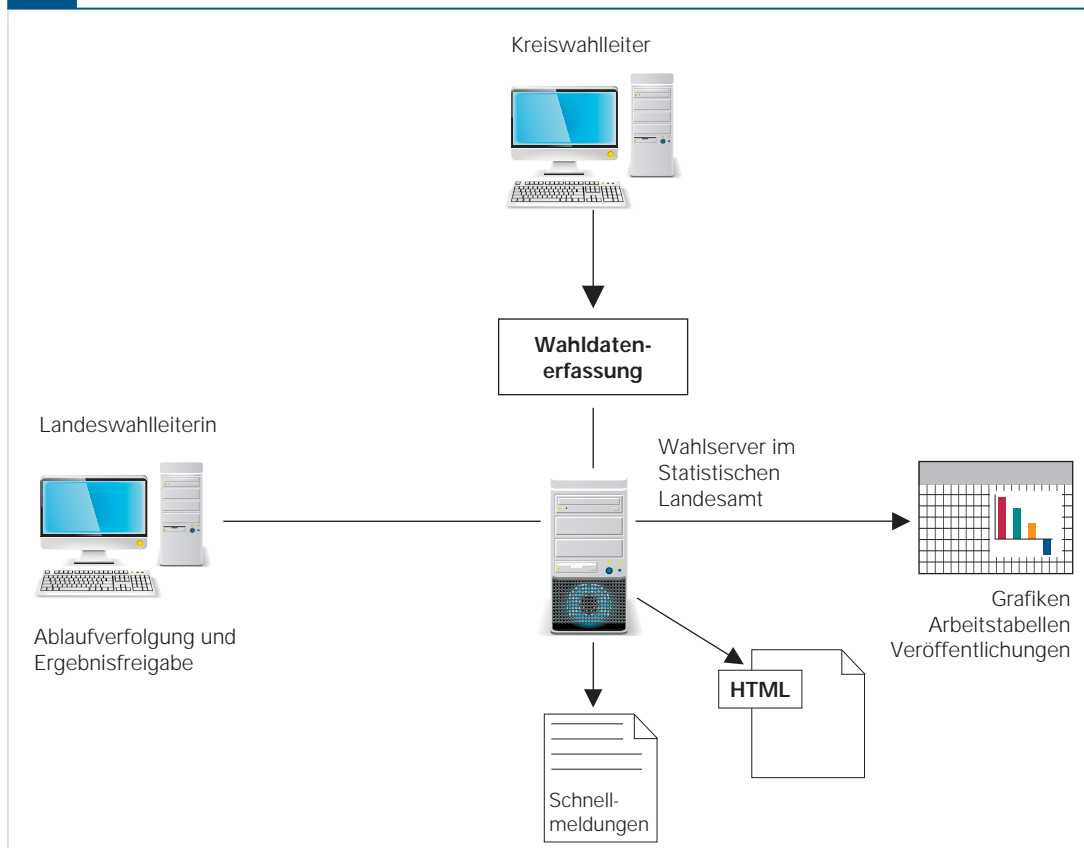 Kreiswahlleiter
Wahldaten-
erfassung
Landeswahlleiterin
Wahlserver im
Statistischen
Landesamt
Ablaufverfolgung und
Ergebnisfreigabe
Grafiken
Arbeitstabellen
Veröffentlichungen
HTML
Schnell-
meldungen